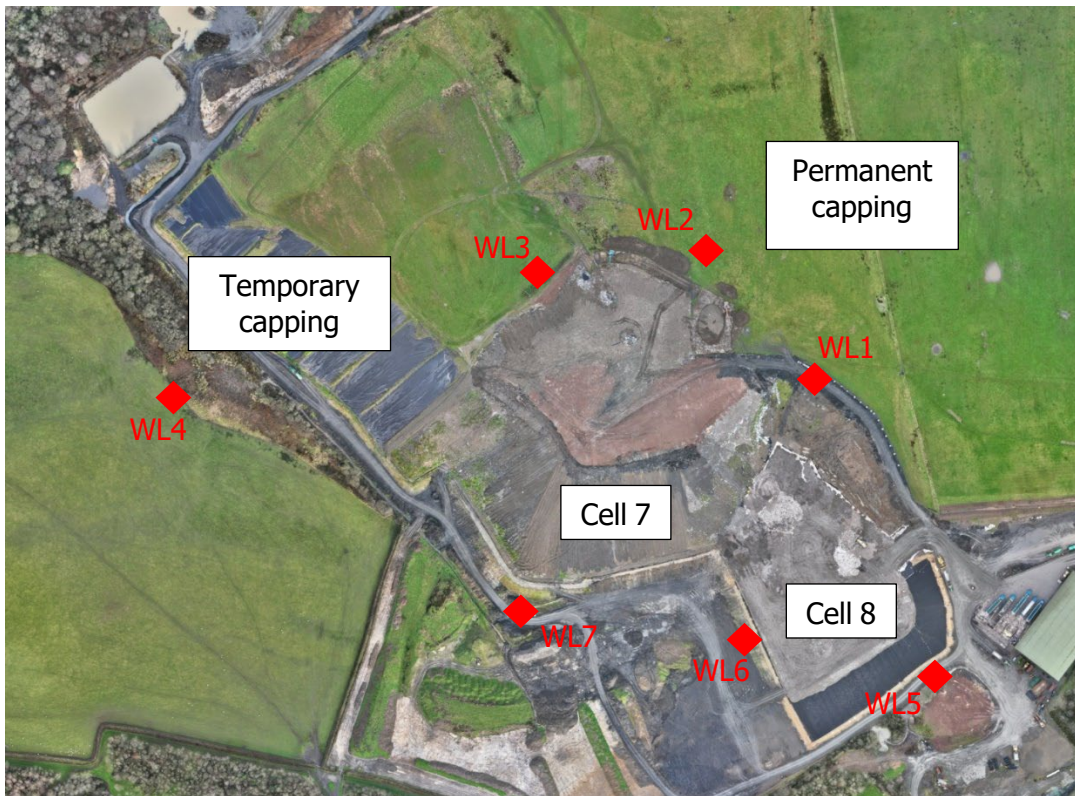 Permanent
capping
WL2
WL3
Temporary
capping
WL1
WL4
Cell 7
Cell 8
WL7
WL6
WL5